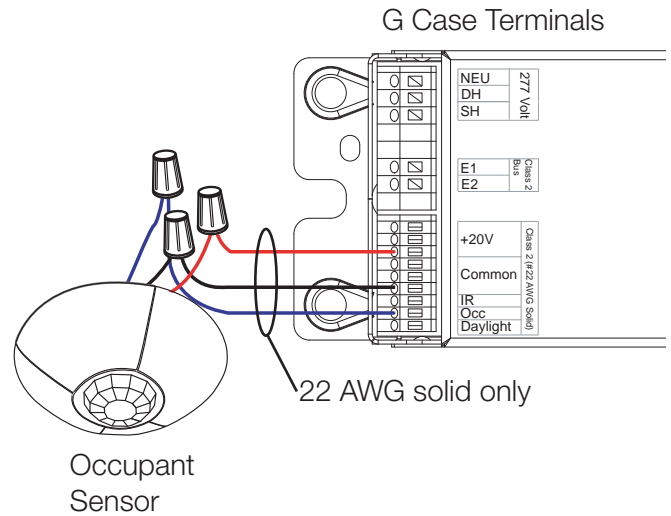 G Case Terminals
NEU
DH
SH
277 Volt
E1
E2
Class 2
Bus
+20V
Common
IR
Occ
Daylight
Class 2 (#22 AWG Solid)
22 AWG solid only
Occupant
Sensor